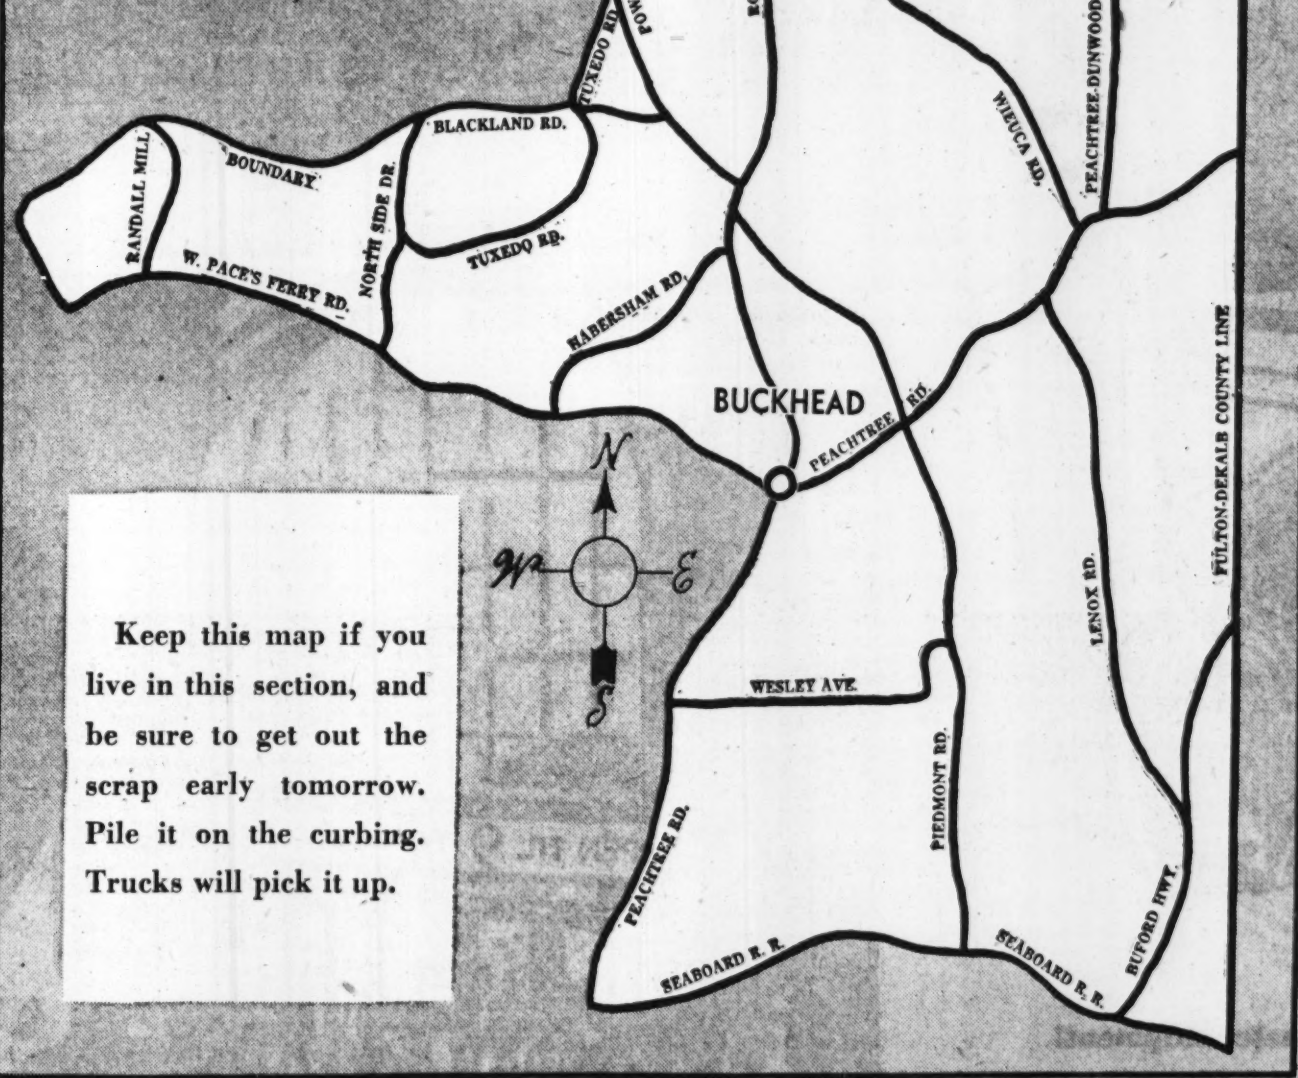 TUXEDO RD.
WIEUCA RD.
PEACHTREE-DUNWOOD
BLACKLAND RD.
BOUNDARY
RANDALL MILL
NORTH SIDE DR.
TUXEDO RD.
W. PACE'S FERRY RD.
HABERSHAM RD.
BUCKHEAD
PEACHTREE RD.
FULTON-DEKALB COUNTY LINE
N
W
E
S
LENOX RD.
WESLEY AVE.
PIEDMONT RD.
PEACHTREE RD.
BUFORD HWY.
SEABOARD R. R.
SEABOARD R. R.
Keep this map if you
live in this section, and
be sure to get out the
scrap early tomorrow.
Pile it on the curbing.
Trucks will pick it up.